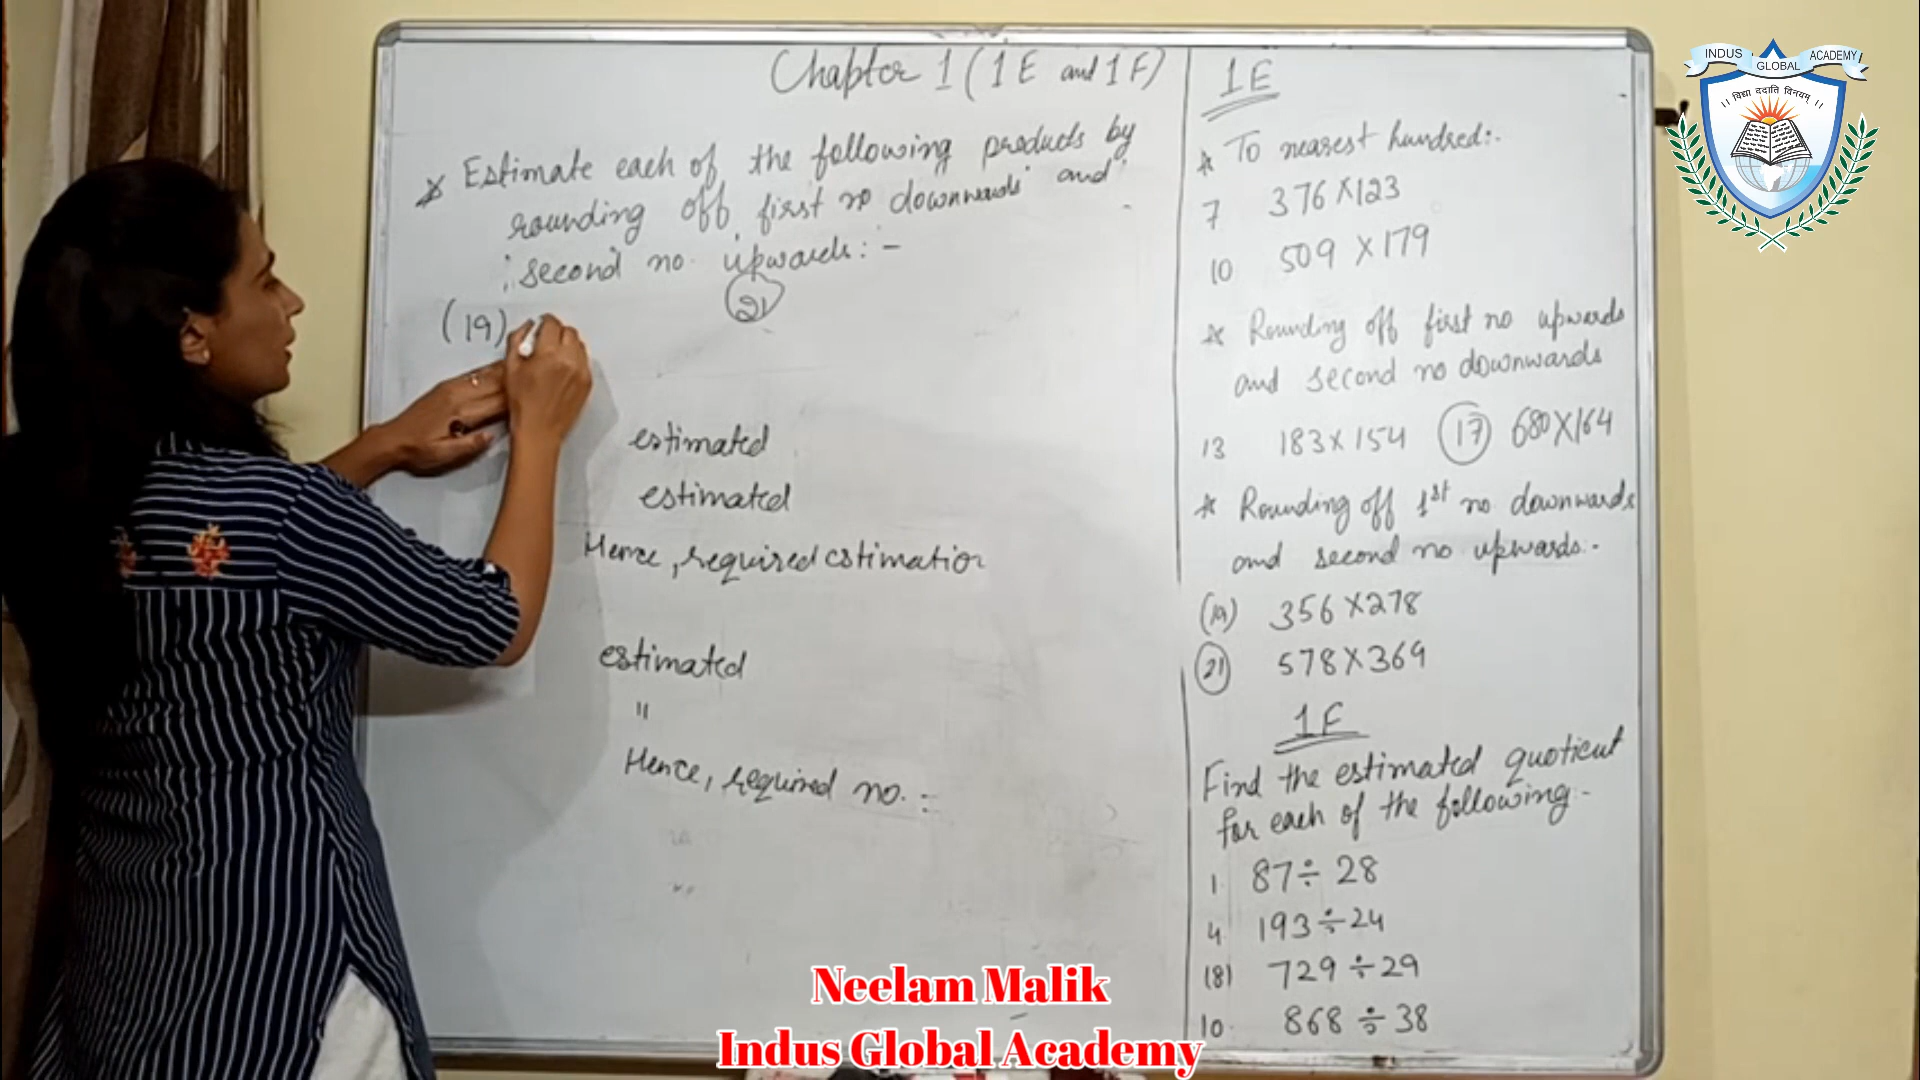 Chapter 1 (1E and 1F)
* Estimate each of the following products by
rounding off first no downwards and
second no. upwards:-
(19)
21
estimated
estimated
Hence, required estimation
estimated
"
Hence, required no. =
1E
* To nearest hundred:-
7 376×123
10 509×179
* Rounding off first no upwards
and second no downwards
13 183×154 17 680×164
* Rounding off 1st no downwards
and second no upwards:-
(19) 356×278
21 578×369
1F
Find the estimated quotient
for each of the following:-
1. 87÷28
4 193÷24
(8) 729÷29
10. 868÷38
INDUS GLOBAL ACADEMY
।। विद्या ददाति विनयम् ।।
Neelam Malik
Indus Global Academy